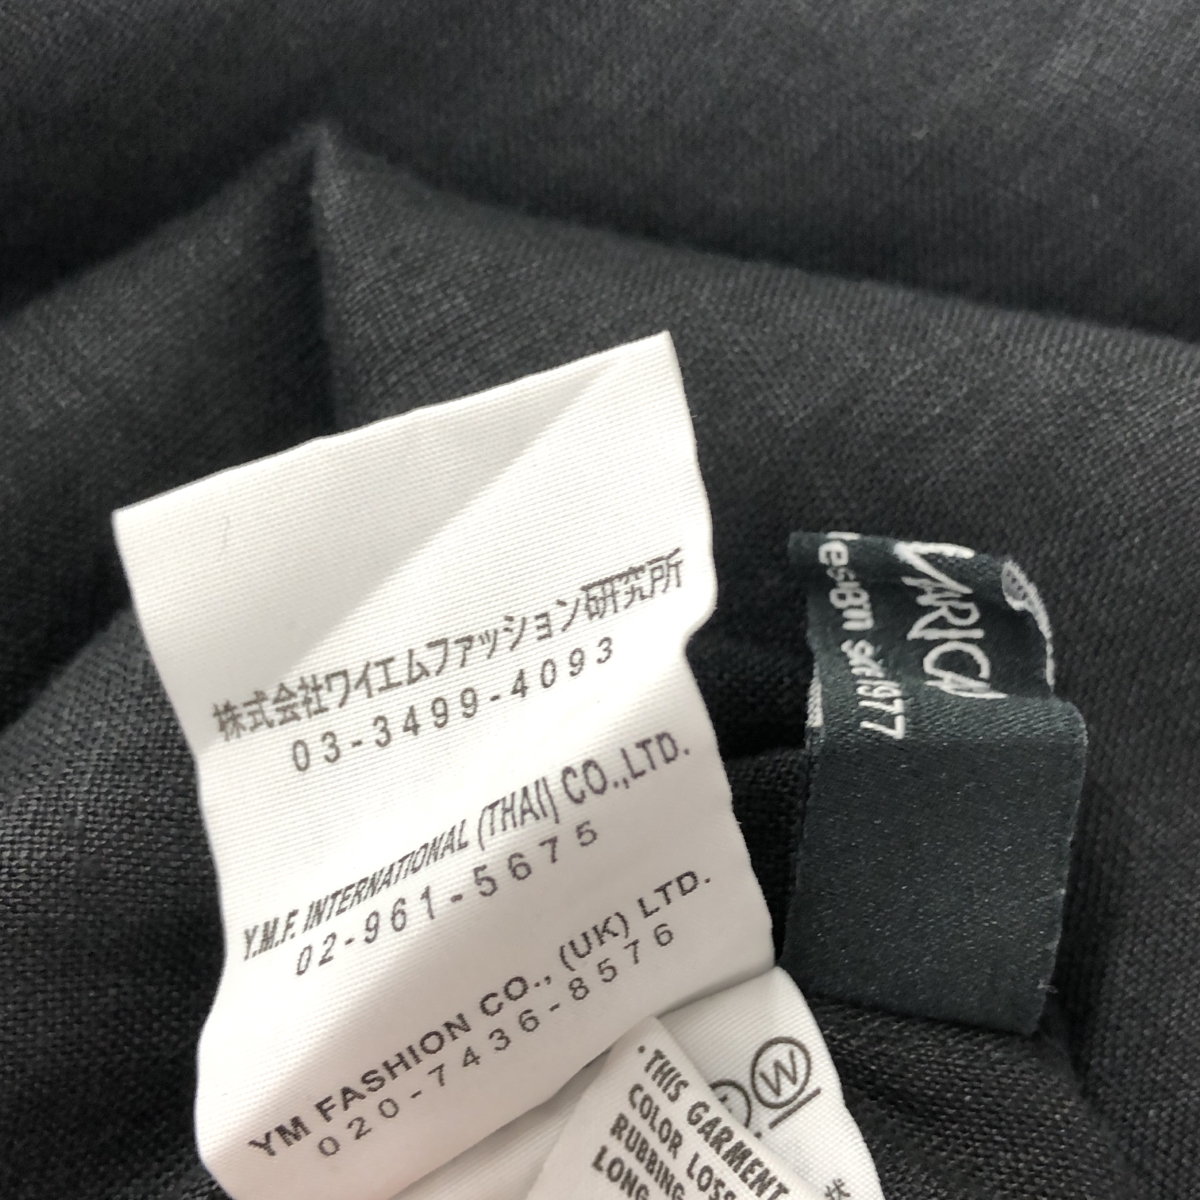 株式会社ワイエムファッション研究所
03-3499-4093
Y.M.F. INTERNATIONAL (THAI) CO.,LTD.
02-961-5675
YM FASHION CO., (UK) LTD.
020-7436-8576
· THIS GARMENT
COLOR LOSS
RUBBING
LONG
W
状
1977